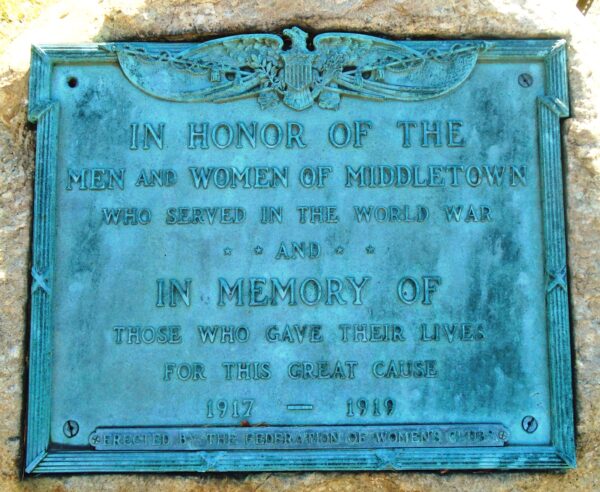 IN HONOR OF THE
MEN AND WOMEN OF MIDDLETOWN
WHO SERVED IN THE WORLD WAR
* * AND * *
IN MEMORY OF
THOSE WHO GAVE THEIR LIVES
FOR THIS GREAT CAUSE
1917 — 1919
ERECTED BY THE FEDERATION OF WOMEN'S CLUBS